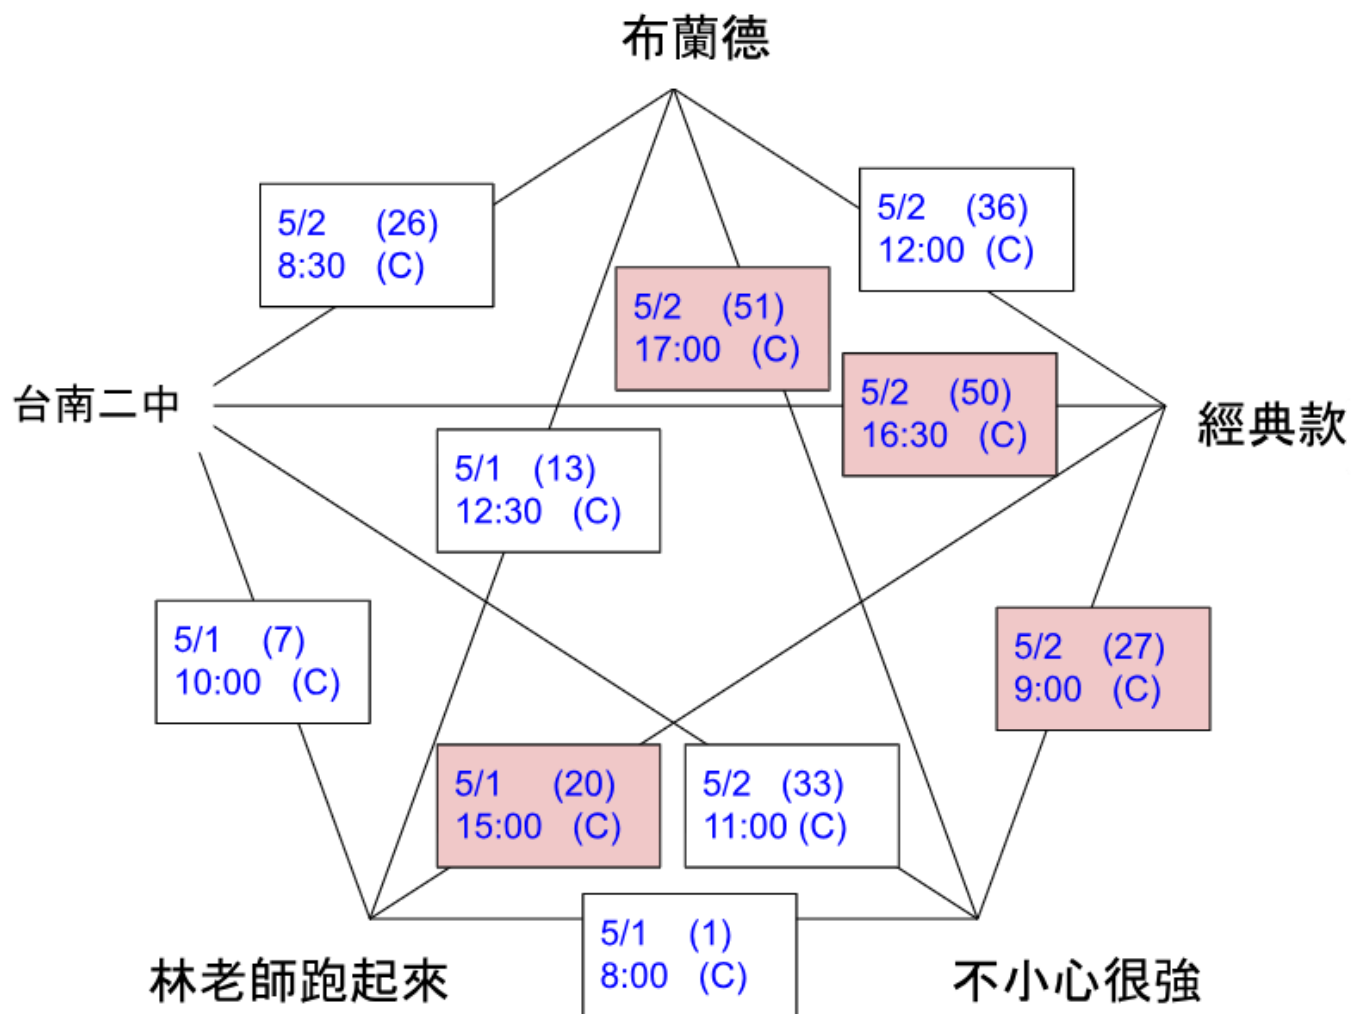 布蘭德
5/2 (26)
8:30 (C)
5/2 (36)
12:00 (C)
5/2 (51)
17:00 (C)
5/2 (50)
16:30 (C)
台南二中
經典款
5/1 (13)
12:30 (C)
5/1 (7)
10:00 (C)
5/2 (27)
9:00 (C)
5/1 (20)
15:00 (C)
5/2 (33)
11:00 (C)
5/1 (1)
8:00 (C)
林老師跑起來
不小心很強